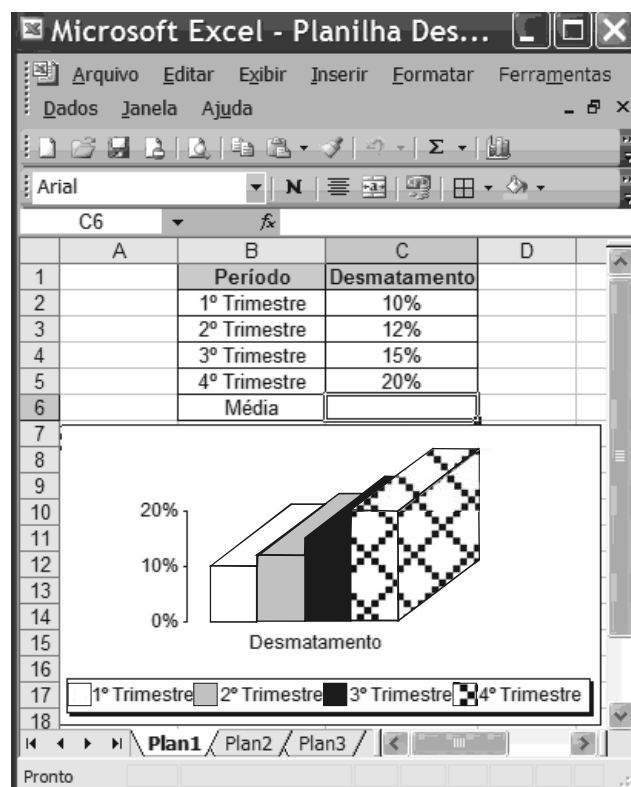 Microsoft Excel - Planilha Des...
Arquivo Editar Exibir Inserir Formatar Ferramentas
Dados Janela Ajuda
Σ
Arial N
C6 fx
A B C D
1 Período Desmatamento
2 1º Trimestre 10%
3 2º Trimestre 12%
4 3º Trimestre 15%
5 4º Trimestre 20%
6 Média
7
8
9
10
11
12
13
14
15
16
17
18
20%
10%
0%
Desmatamento
1º Trimestre 2º Trimestre 3º Trimestre 4º Trimestre
Plan1 Plan2 Plan3
Pronto